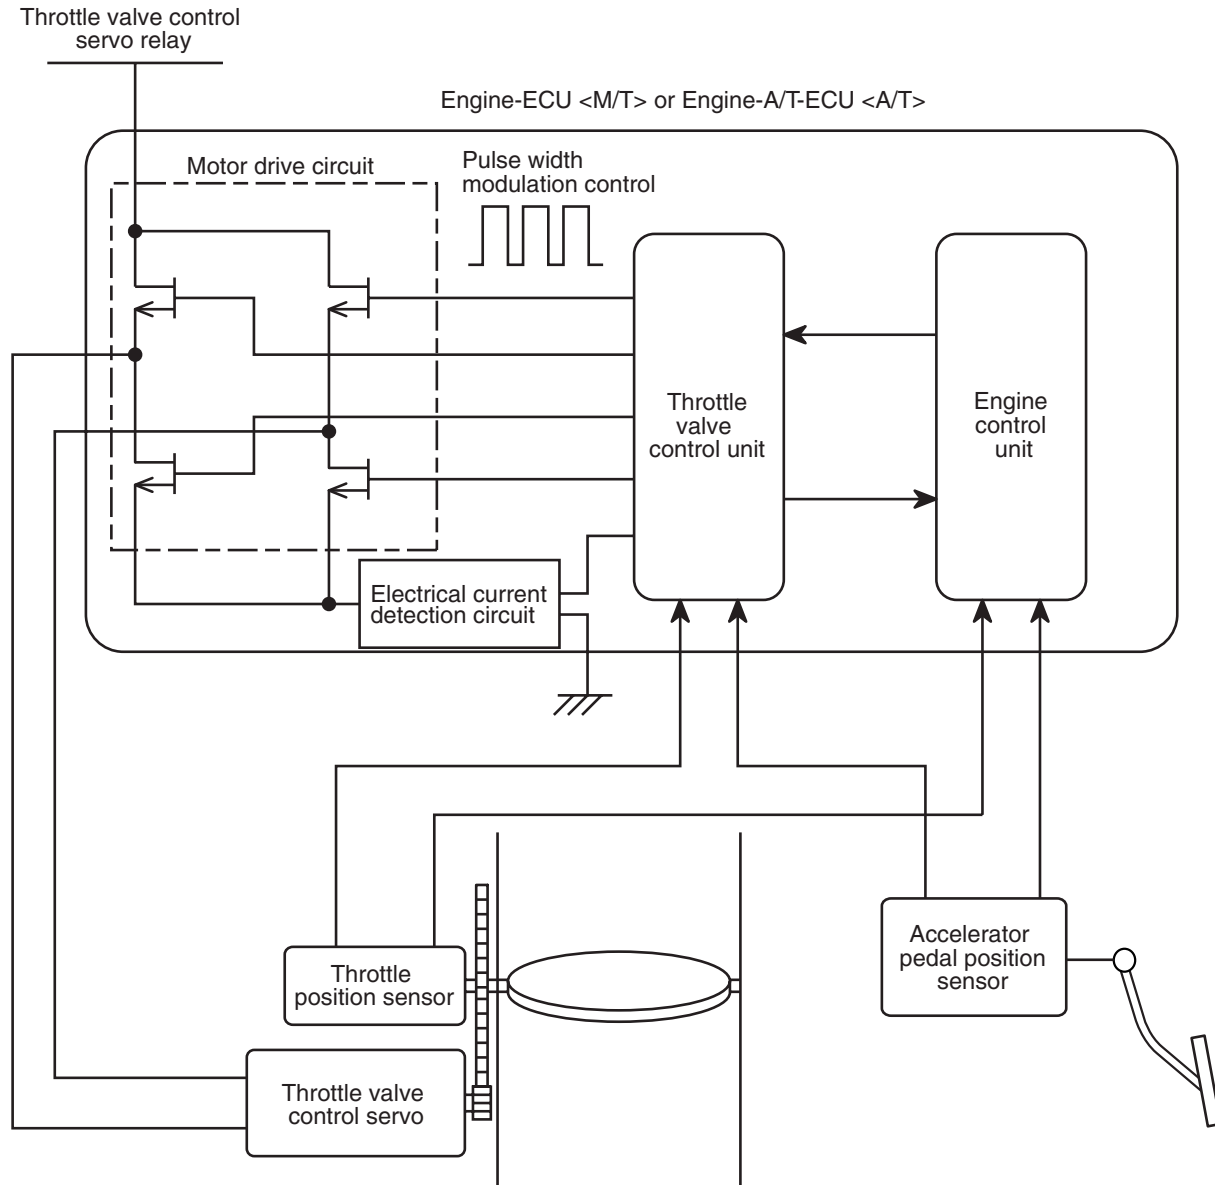 Throttle valve control
servo relay
Engine-ECU <M/T> or Engine-A/T-ECU <A/T>
Motor drive circuit
Pulse width
modulation control
Throttle
valve
control unit
Engine
control
unit
Electrical current
detection circuit
Throttle
position sensor
Accelerator
pedal position
sensor
Throttle valve
control servo